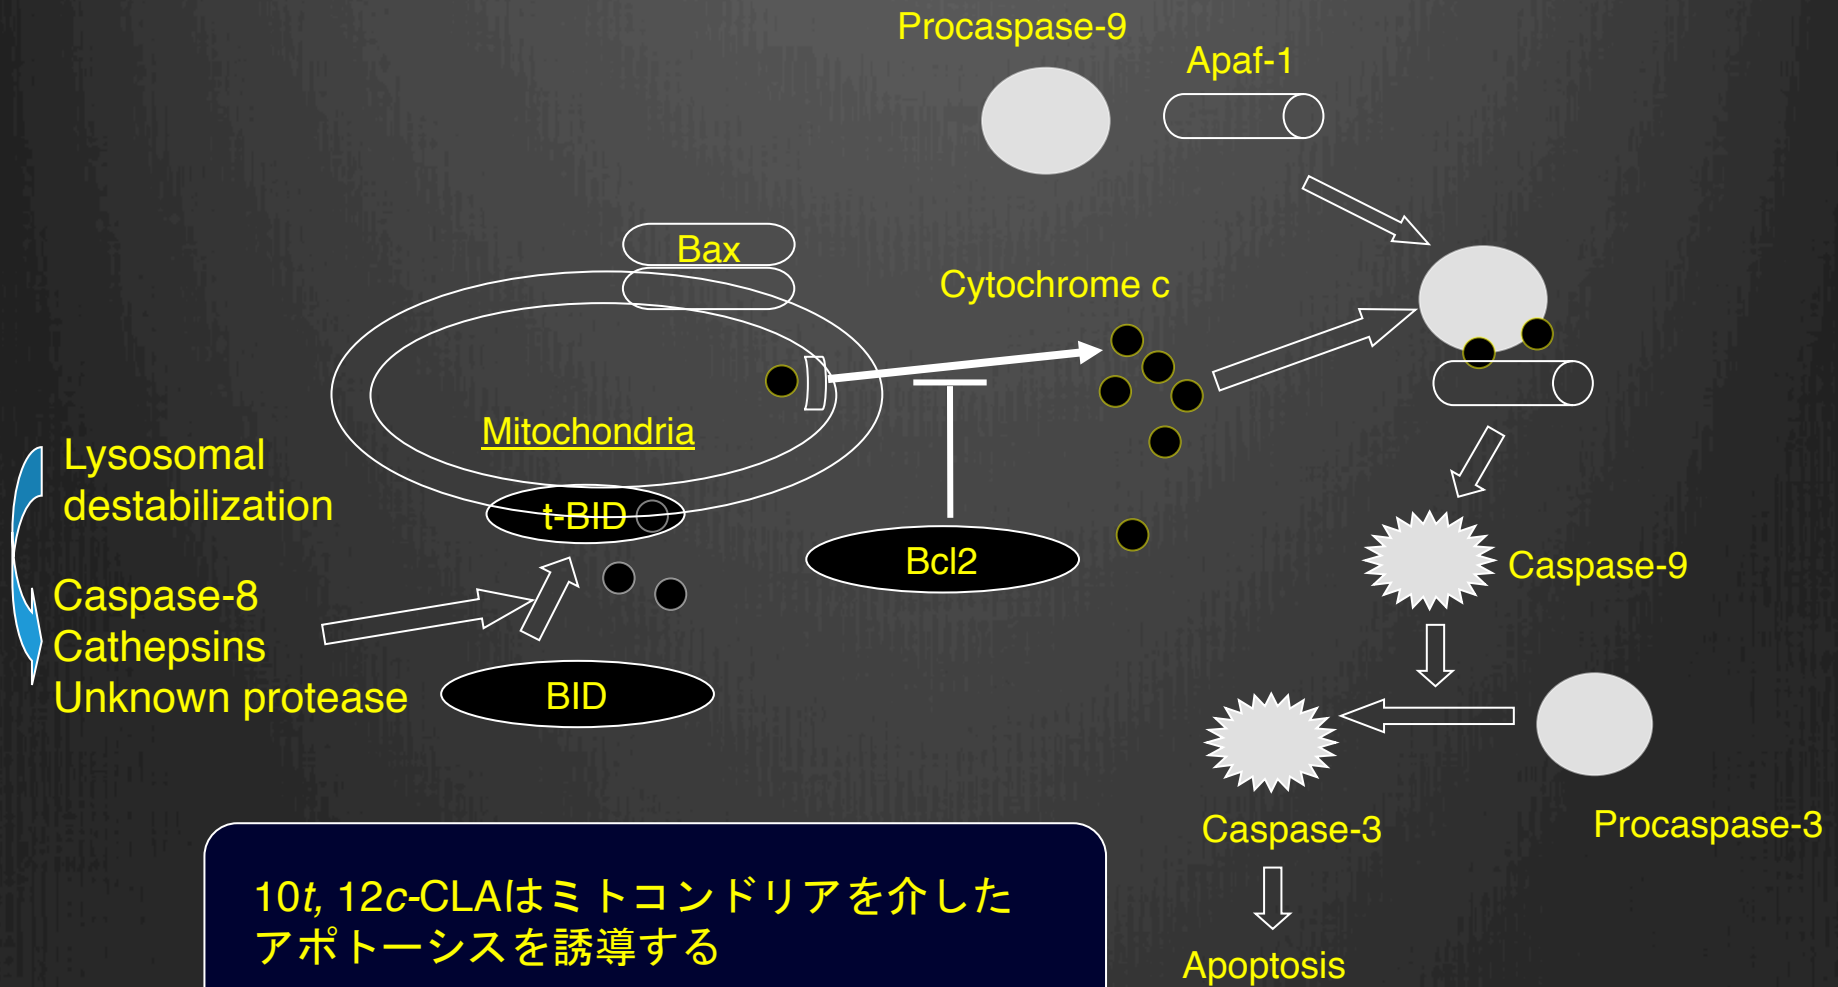 Procaspase-9
Apaf-1
Bax
Cytochrome c
Mitochondria
Lysosomal
destabilization
t-BID
Bcl2
Caspase-9
Caspase-8
Cathepsins
Unknown protease
BID
Caspase-3
Procaspase-3
10t, 12c-CLAはミトコンドリアを介した
アポトーシスを誘導する
Apoptosis